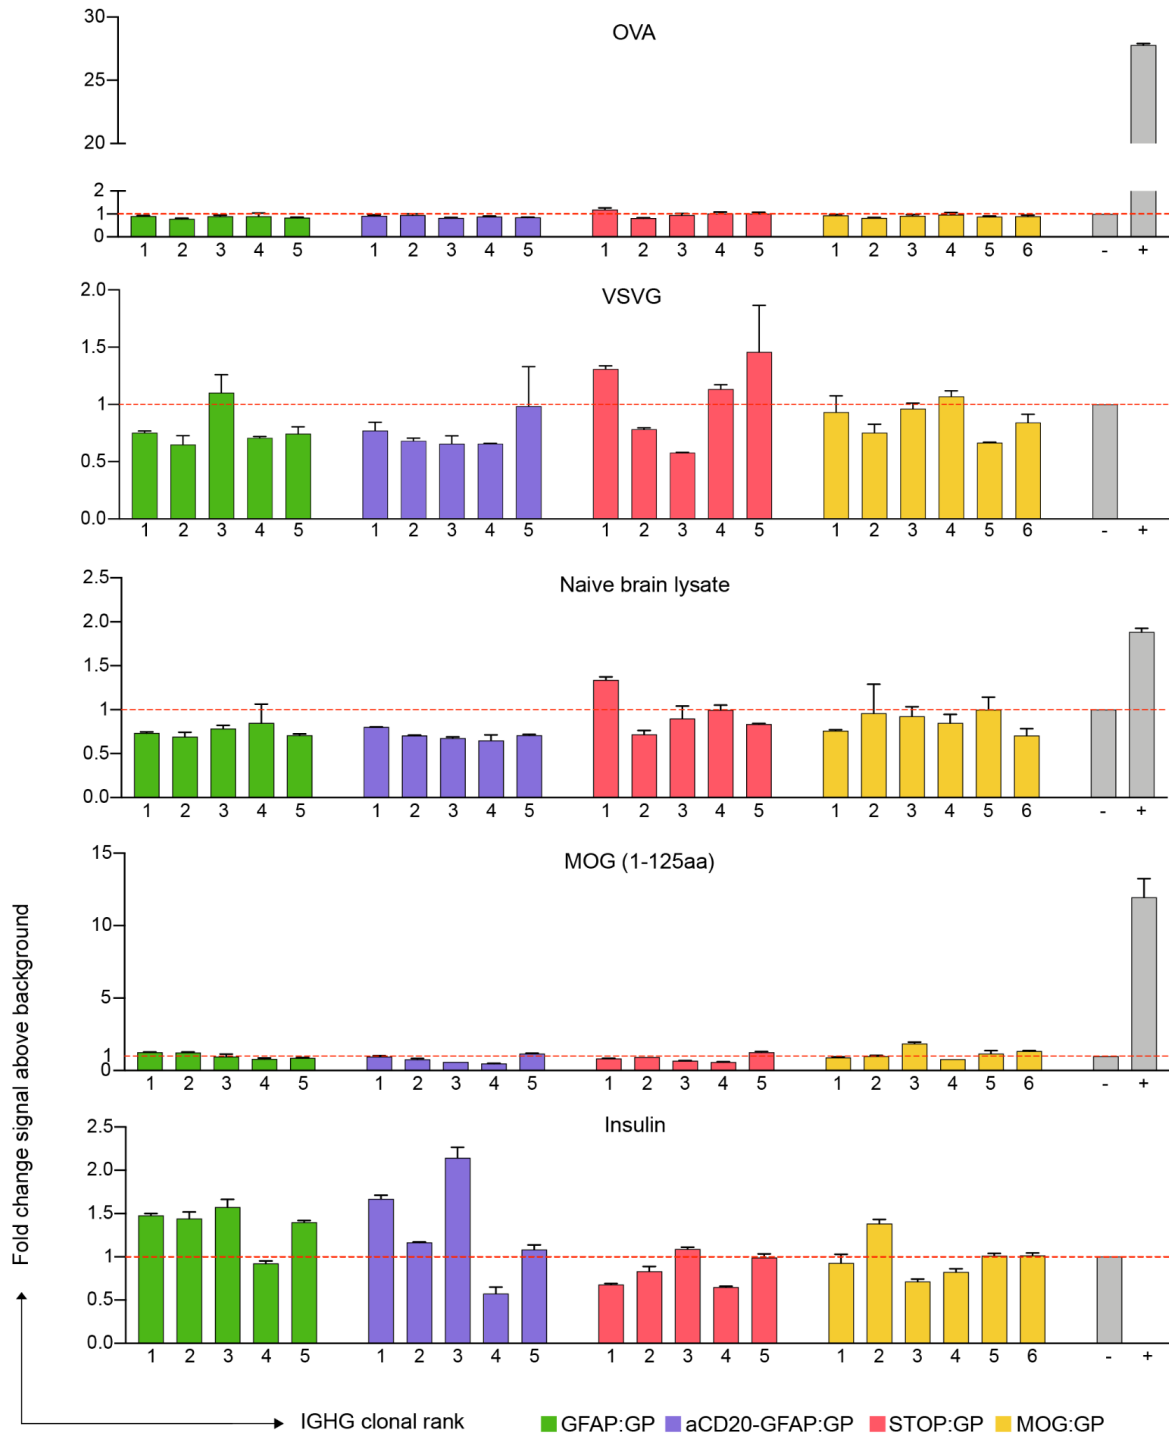 OVA
30
25
20
2
1
0
1 2 3 4 5 1 2 3 4 5 1 2 3 4 5 1 2 3 4 5 6 - +
VSVG
2.0
1.5
1
0.5
0.0
1 2 3 4 5 1 2 3 4 5 1 2 3 4 5 1 2 3 4 5 6 - +
Naive brain lysate
2.5
2.0
1.5
1
0.5
0.0
1 2 3 4 5 1 2 3 4 5 1 2 3 4 5 1 2 3 4 5 6 - +
MOG (1-125aa)
15
10
5
1
0
1 2 3 4 5 1 2 3 4 5 1 2 3 4 5 1 2 3 4 5 6 - +
Insulin
2.5
2.0
1.5
1
0.5
0.0
1 2 3 4 5 1 2 3 4 5 1 2 3 4 5 1 2 3 4 5 6 - +
Fold change signal above background
IGHG clonal rank
GFAP:GP aCD20-GFAP:GP STOP:GP MOG:GP